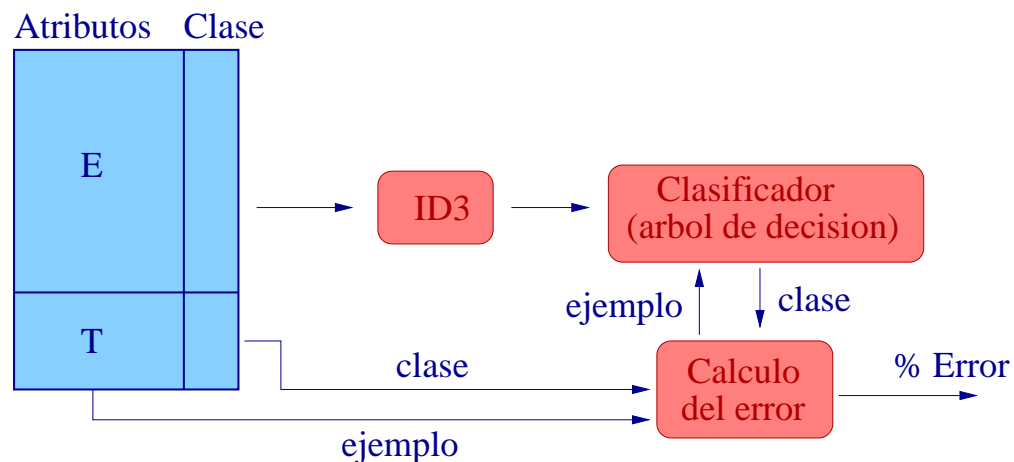 Atributos Clase
E
ID3
Clasificador
(arbol de decision)
ejemplo
clase
T
clase
Calculo
del error
% Error
ejemplo